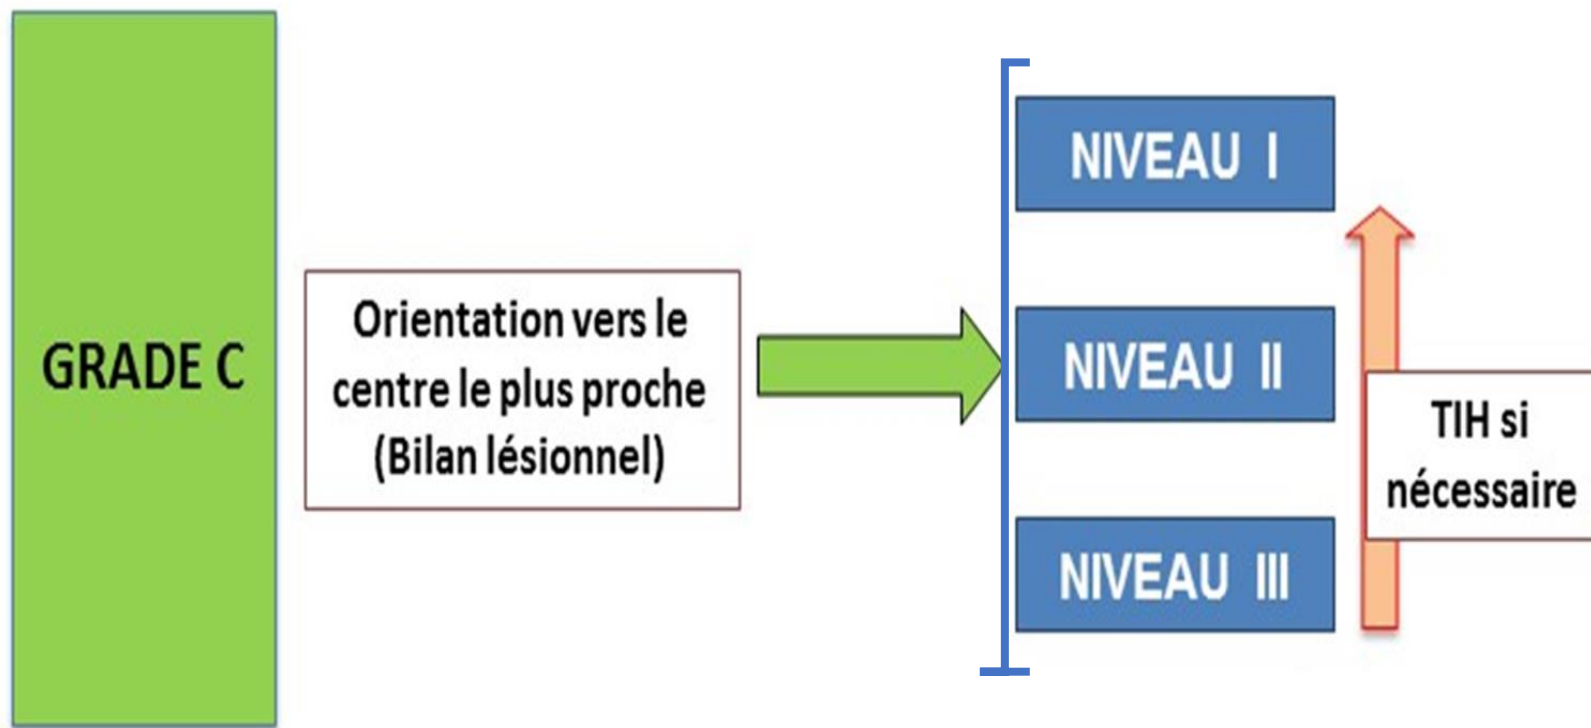 GRADE C
Orientation vers le
centre le plus proche
(Bilan lésionnel)
NIVEAU I
NIVEAU II
NIVEAU III
TIH si
nécessaire